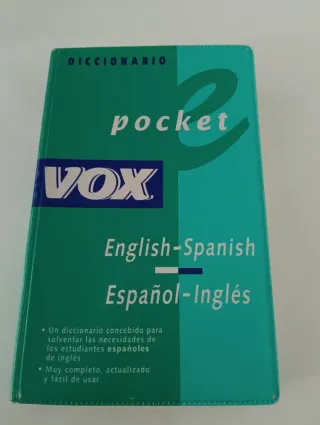 DICCIONARIO
e
pocket
VOX
English-Spanish
Español-Inglés
• Un diccionario concebido para
solventar las necesidades de
los estudiantes españoles
de inglés
• Muy completo, actualizado
y fácil de usar